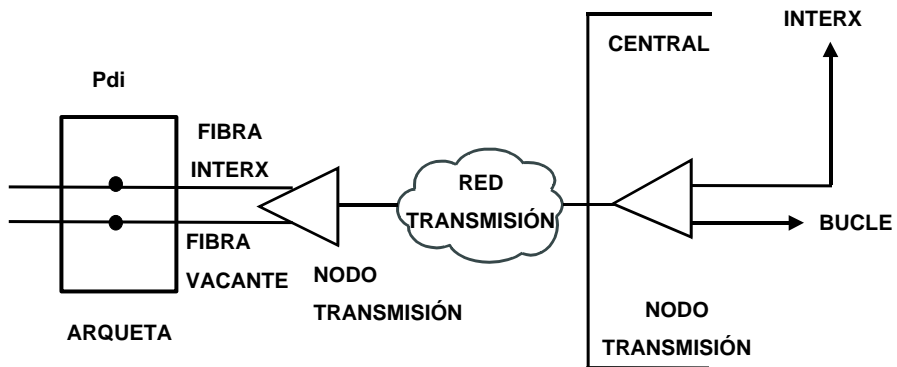 Pdi
FIBRA
INTERX
FIBRA
VACANTE
ARQUETA
NODO
TRANSMISIÓN
RED
TRANSMISIÓN
CENTRAL
NODO
TRANSMISIÓN
INTERX
BUCLE